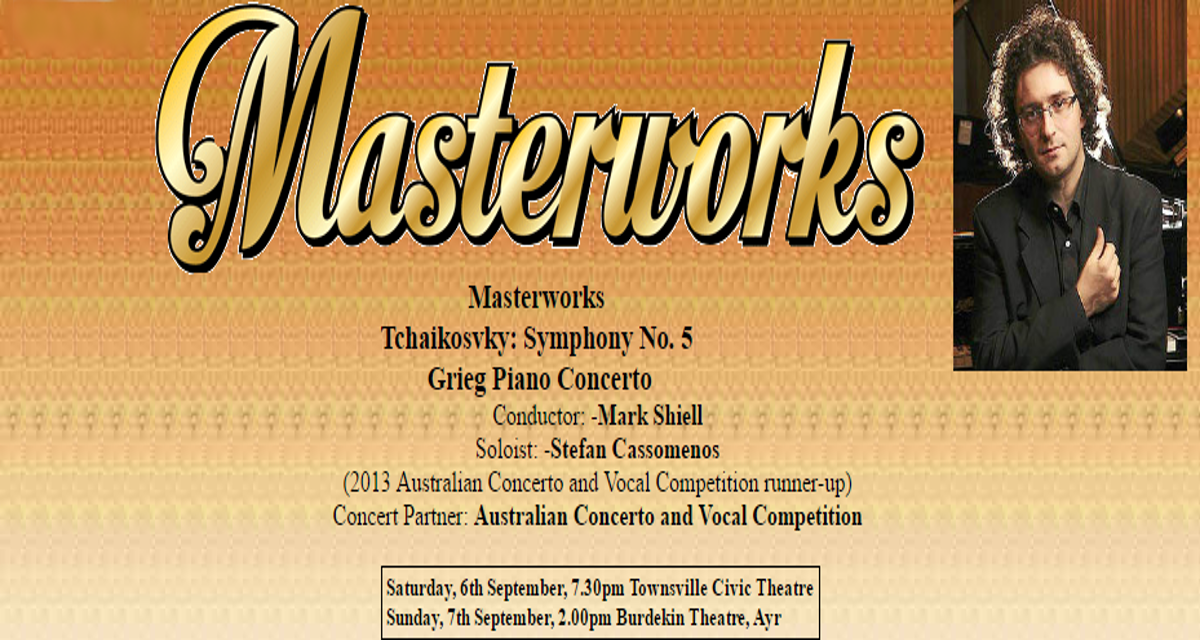 Masterworks
Masterworks
Tchaikosvky: Symphony No. 5
Grieg Piano Concerto
Conductor: -Mark Shiell
Soloist: -Stefan Cassomenos
(2013 Australian Concerto and Vocal Competition runner-up)
Concert Partner: Australian Concerto and Vocal Competition
Saturday, 6th September, 7.30pm Townsville Civic Theatre
Sunday, 7th September, 2.00pm Burdekin Theatre, Ayr